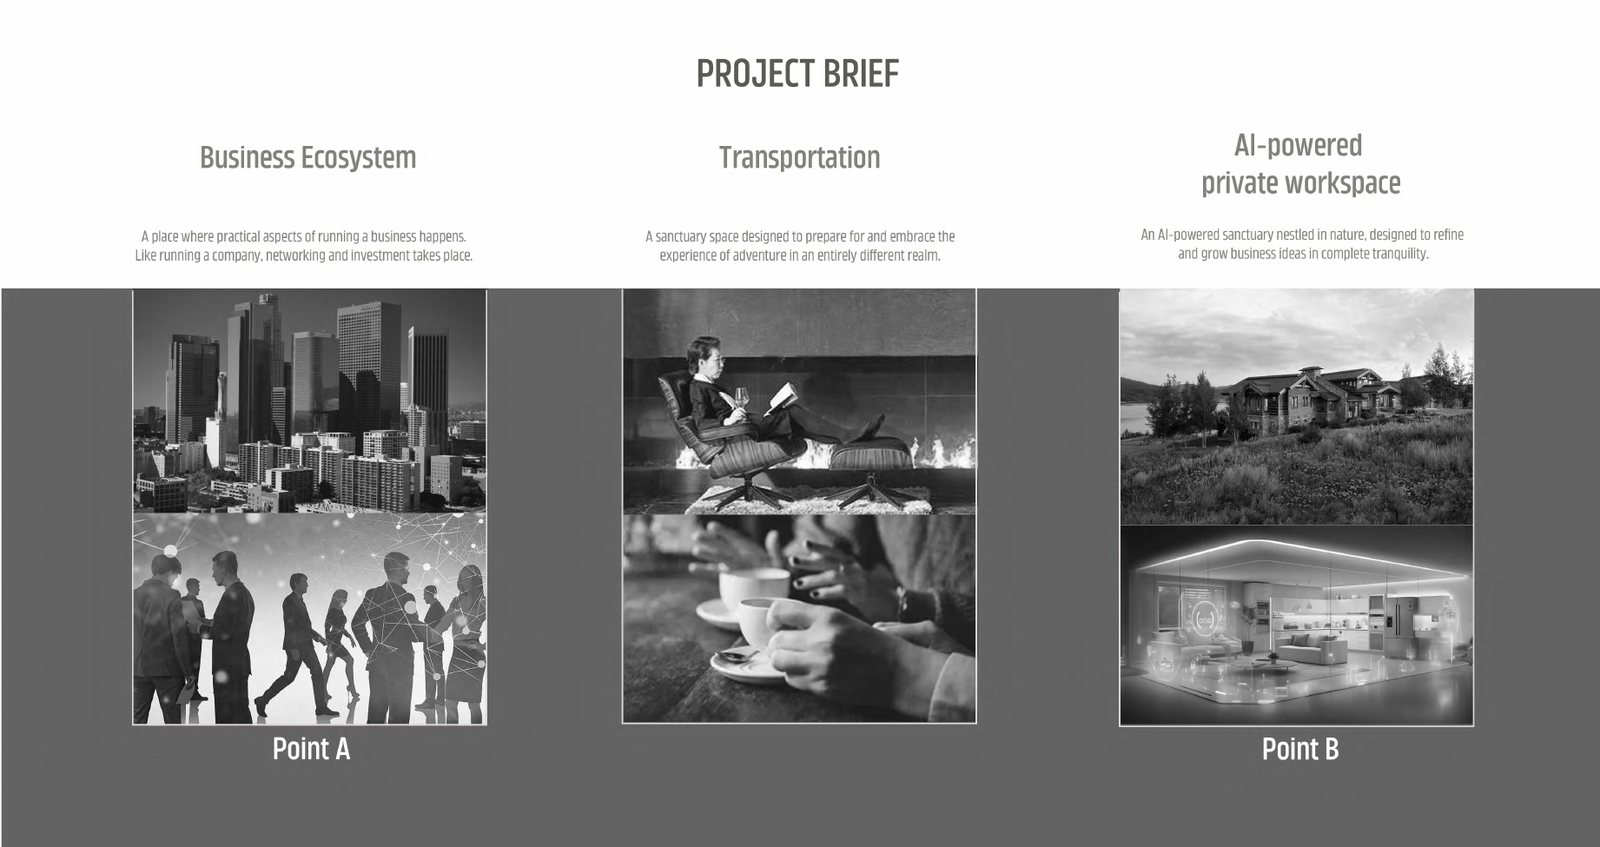 PROJECT BRIEF
Business Ecosystem
A place where practical aspects of running a business happens.
Like running a company, networking and investment takes place.
Transportation
A sanctuary space designed to prepare for and embrace the
experience of adventure in an entirely different realm.
AI-powered
private workspace
An AI-powered sanctuary nestled in nature, designed to refine
and grow business ideas in complete tranquility.
Point A
Point B